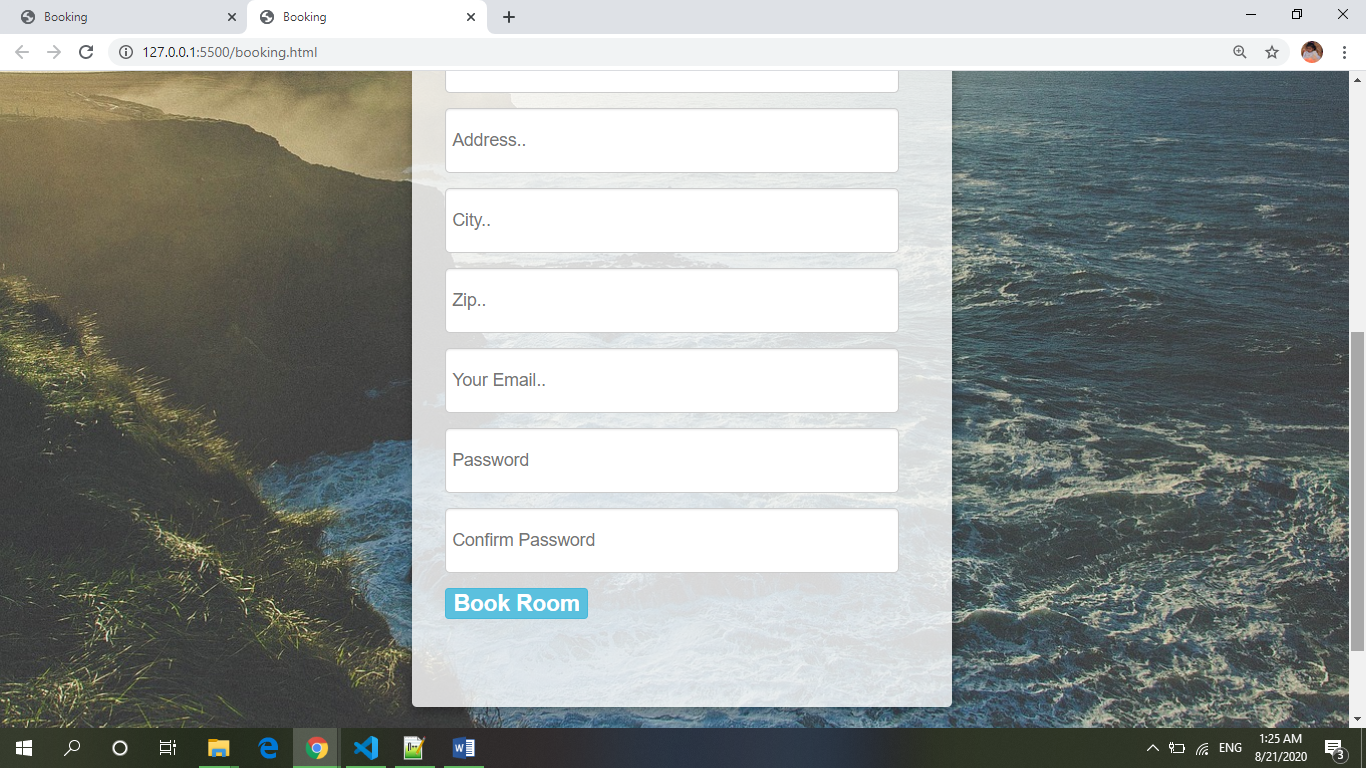 Booking
Booking
127.0.0.1:5500/booking.html
Address..
City..
Zip..
Your Email..
Password
Confirm Password
Book Room
ENG
1:25 AM
8/21/2020
3